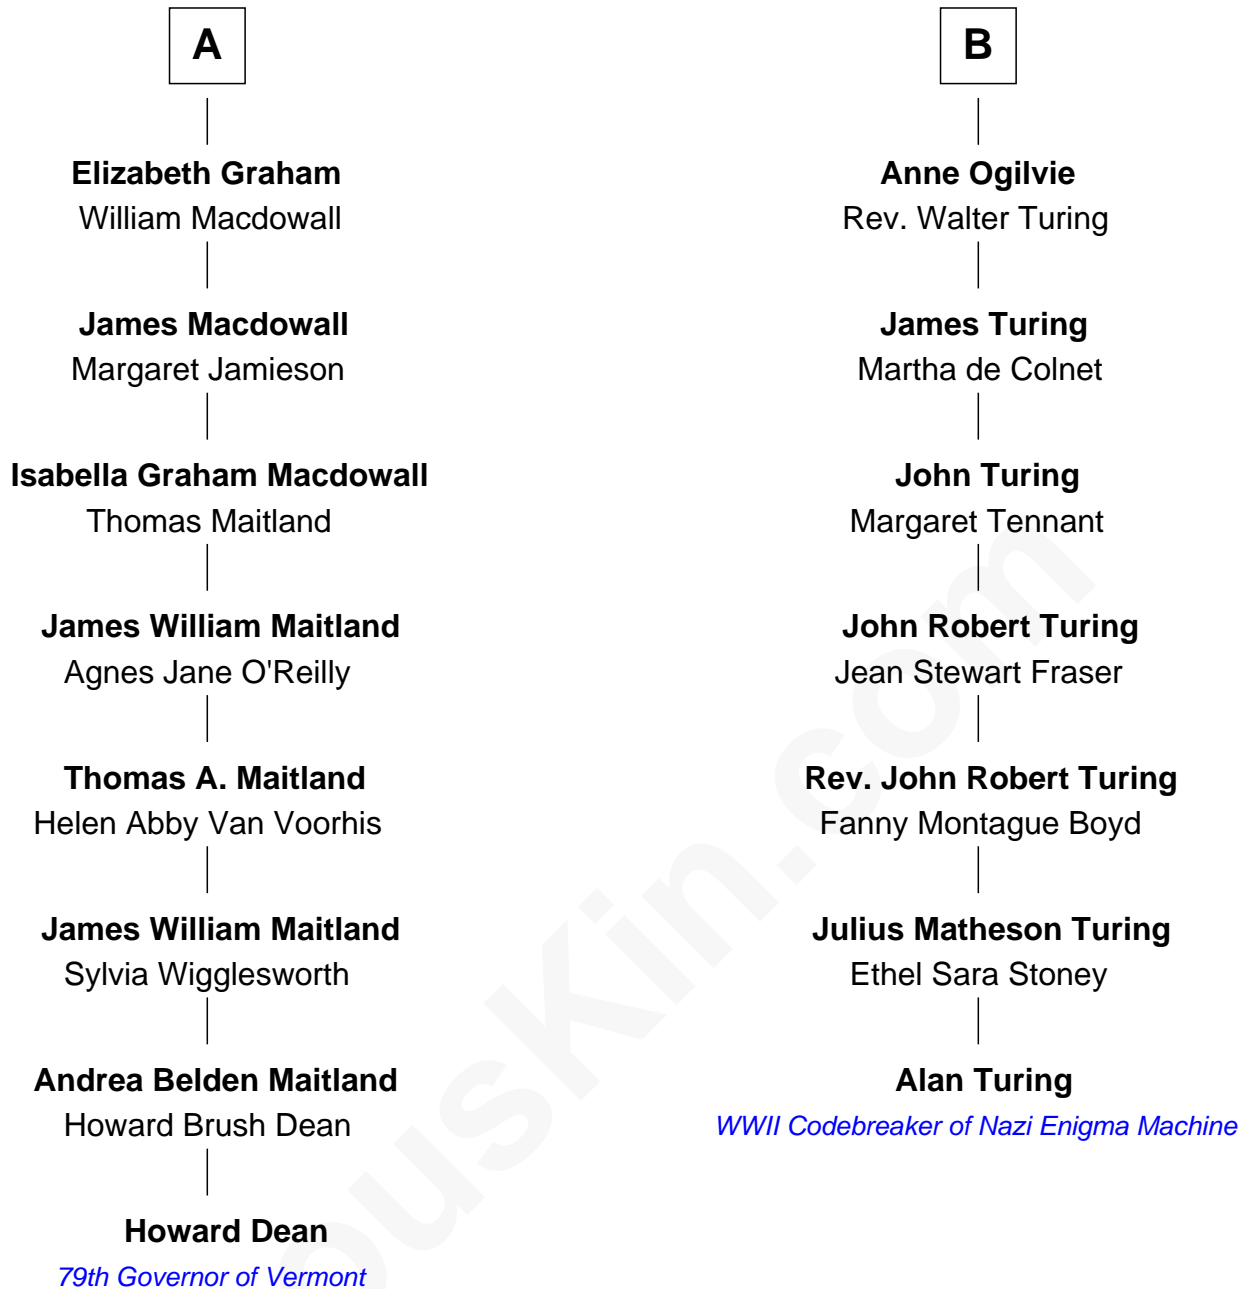 A
Elizabeth Graham
William Macdowall
James Macdowall
Margaret Jamieson
Isabella Graham Macdowall
Thomas Maitland
James William Maitland
Agnes Jane O'Reilly
Thomas A. Maitland
Helen Abby Van Voorhis
James William Maitland
Sylvia Wigglesworth
Andrea Belden Maitland
Howard Brush Dean
Howard Dean
79th Governor of Vermont
B
Anne Ogilvie
Rev. Walter Turing
James Turing
Martha de Colnet
John Turing
Margaret Tennant
John Robert Turing
Jean Stewart Fraser
Rev. John Robert Turing
Fanny Montague Boyd
Julius Matheson Turing
Ethel Sara Stoney
Alan Turing
WWII Codebreaker of Nazi Enigma Machine
ousKin.com